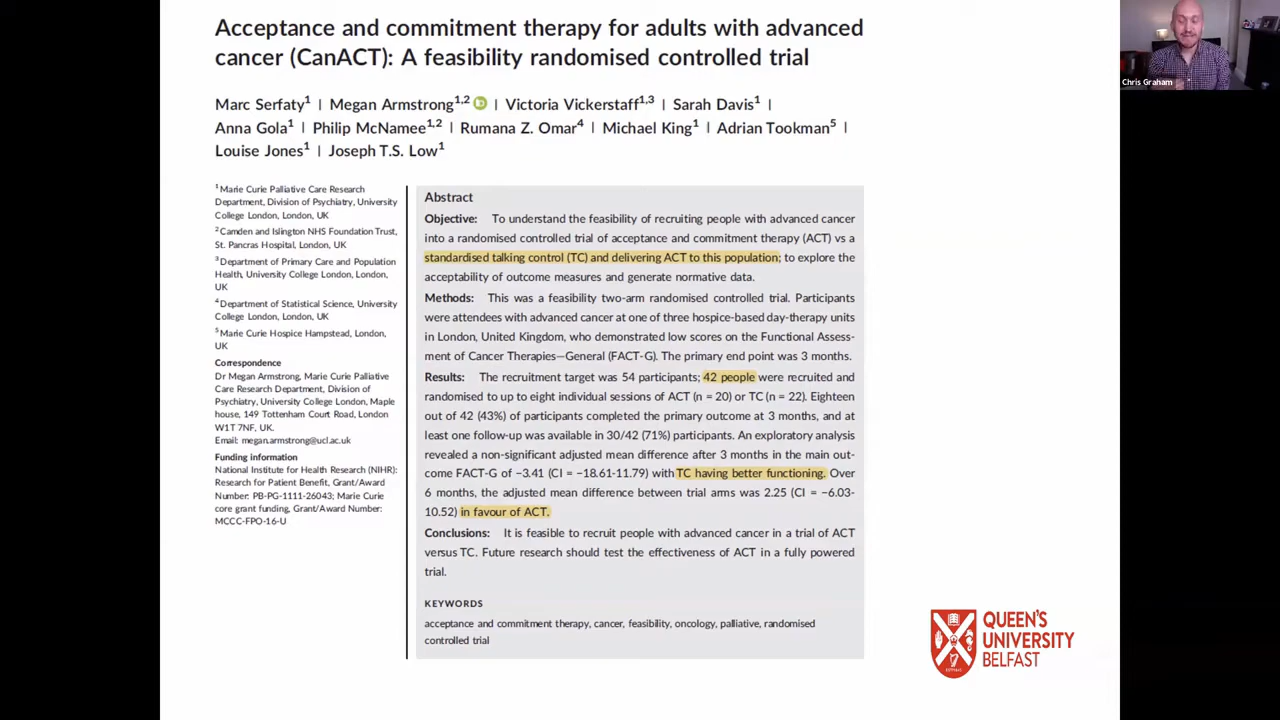 Acceptance and commitment therapy for adults with advanced
cancer (CanACT): A feasibility randomised controlled trial
Marc Serfaty1 | Megan Armstrong1,2 | Victoria Vickerstaff1,3 | Sarah Davis1 |
Anna Gola1 | Philip McNamee1,2 | Rumana Z. Omar4 | Michael King1 | Adrian Tookman5 |
Louise Jones1 | Joseph T.S. Low1
1 Marie Curie Palliative Care Research
Department, Division of Psychiatry, University
College London, London, UK
2 Camden and Islington NHS Foundation Trust,
St. Pancras Hospital, London, UK
3 Department of Primary Care and Population
Health, University College London, London,
UK
4 Department of Statistical Science, University
College London, London, UK
5 Marie Curie Hospice Hampstead, London,
UK
Correspondence
Dr Megan Armstrong, Marie Curie Palliative
Care Research Department, Division of
Psychiatry, University College London, Maple
house, 149 Tottenham Court Road, London
W1T 7NF, UK.
Email: megan.armstrong@ucl.ac.uk
Funding information
National Institute for Health Research (NIHR):
Research for Patient Benefit, Grant/Award
Number: PB-PG-1111-26043; Marie Curie
core grant funding, Grant/Award Number:
MCCC-FPO-16-U
Abstract
Objective: To understand the feasibility of recruiting people with advanced cancer
into a randomised controlled trial of acceptance and commitment therapy (ACT) vs a
standardised talking control (TC) and delivering ACT to this population; to explore the
acceptability of outcome measures and generate normative data.
Methods: This was a feasibility two-arm randomised controlled trial. Participants
were attendees with advanced cancer at one of three hospice-based day-therapy units
in London, United Kingdom, who demonstrated low scores on the Functional Assess-
ment of Cancer Therapies—General (FACT-G). The primary end point was 3 months.
Results: The recruitment target was 54 participants; 42 people were recruited and
randomised to up to eight individual sessions of ACT (n = 20) or TC (n = 22). Eighteen
out of 42 (43%) of participants completed the primary outcome at 3 months, and at
least one follow-up was available in 30/42 (71%) participants. An exploratory analysis
revealed a non-significant adjusted mean difference after 3 months in the main out-
come FACT-G of −3.41 (CI = −18.61-11.79) with TC having better functioning. Over
6 months, the adjusted mean difference between trial arms was 2.25 (CI = −6.03-
10.52) in favour of ACT.
Conclusions: It is feasible to recruit people with advanced cancer in a trial of ACT
versus TC. Future research should test the effectiveness of ACT in a fully powered
trial.
KEYWORDS
acceptance and commitment therapy, cancer, feasibility, oncology, palliative, randomised
controlled trial
QUEEN'S
UNIVERSITY
BELFAST
Chris Graham